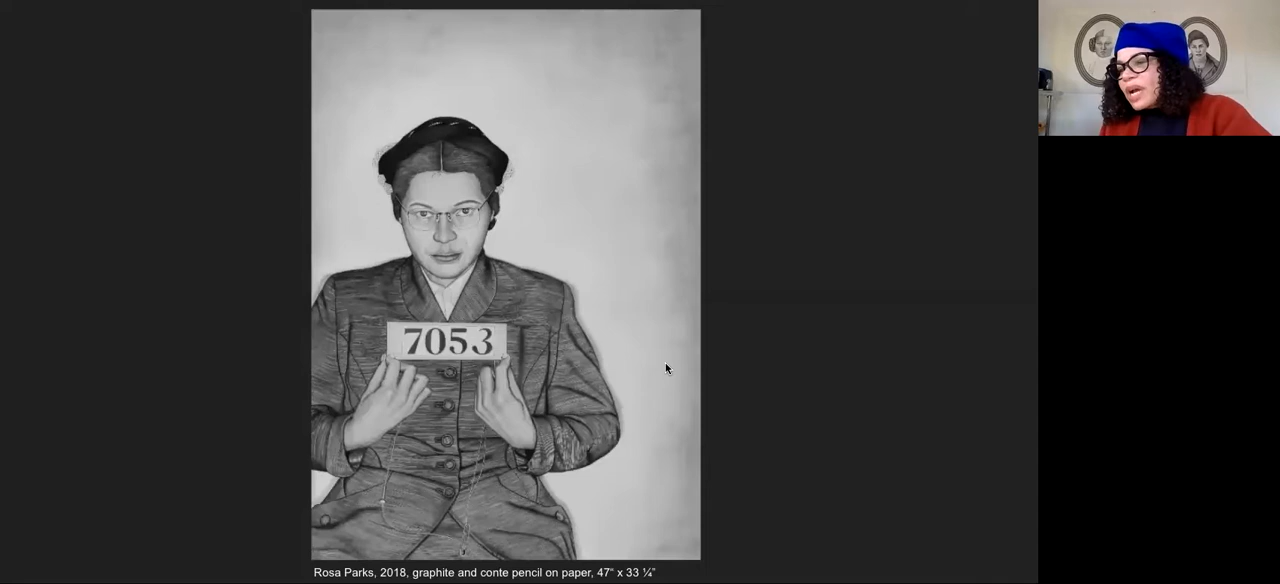 7053
Rosa Parks, 2018, graphite and conte pencil on paper, 47" x 33 ¼"